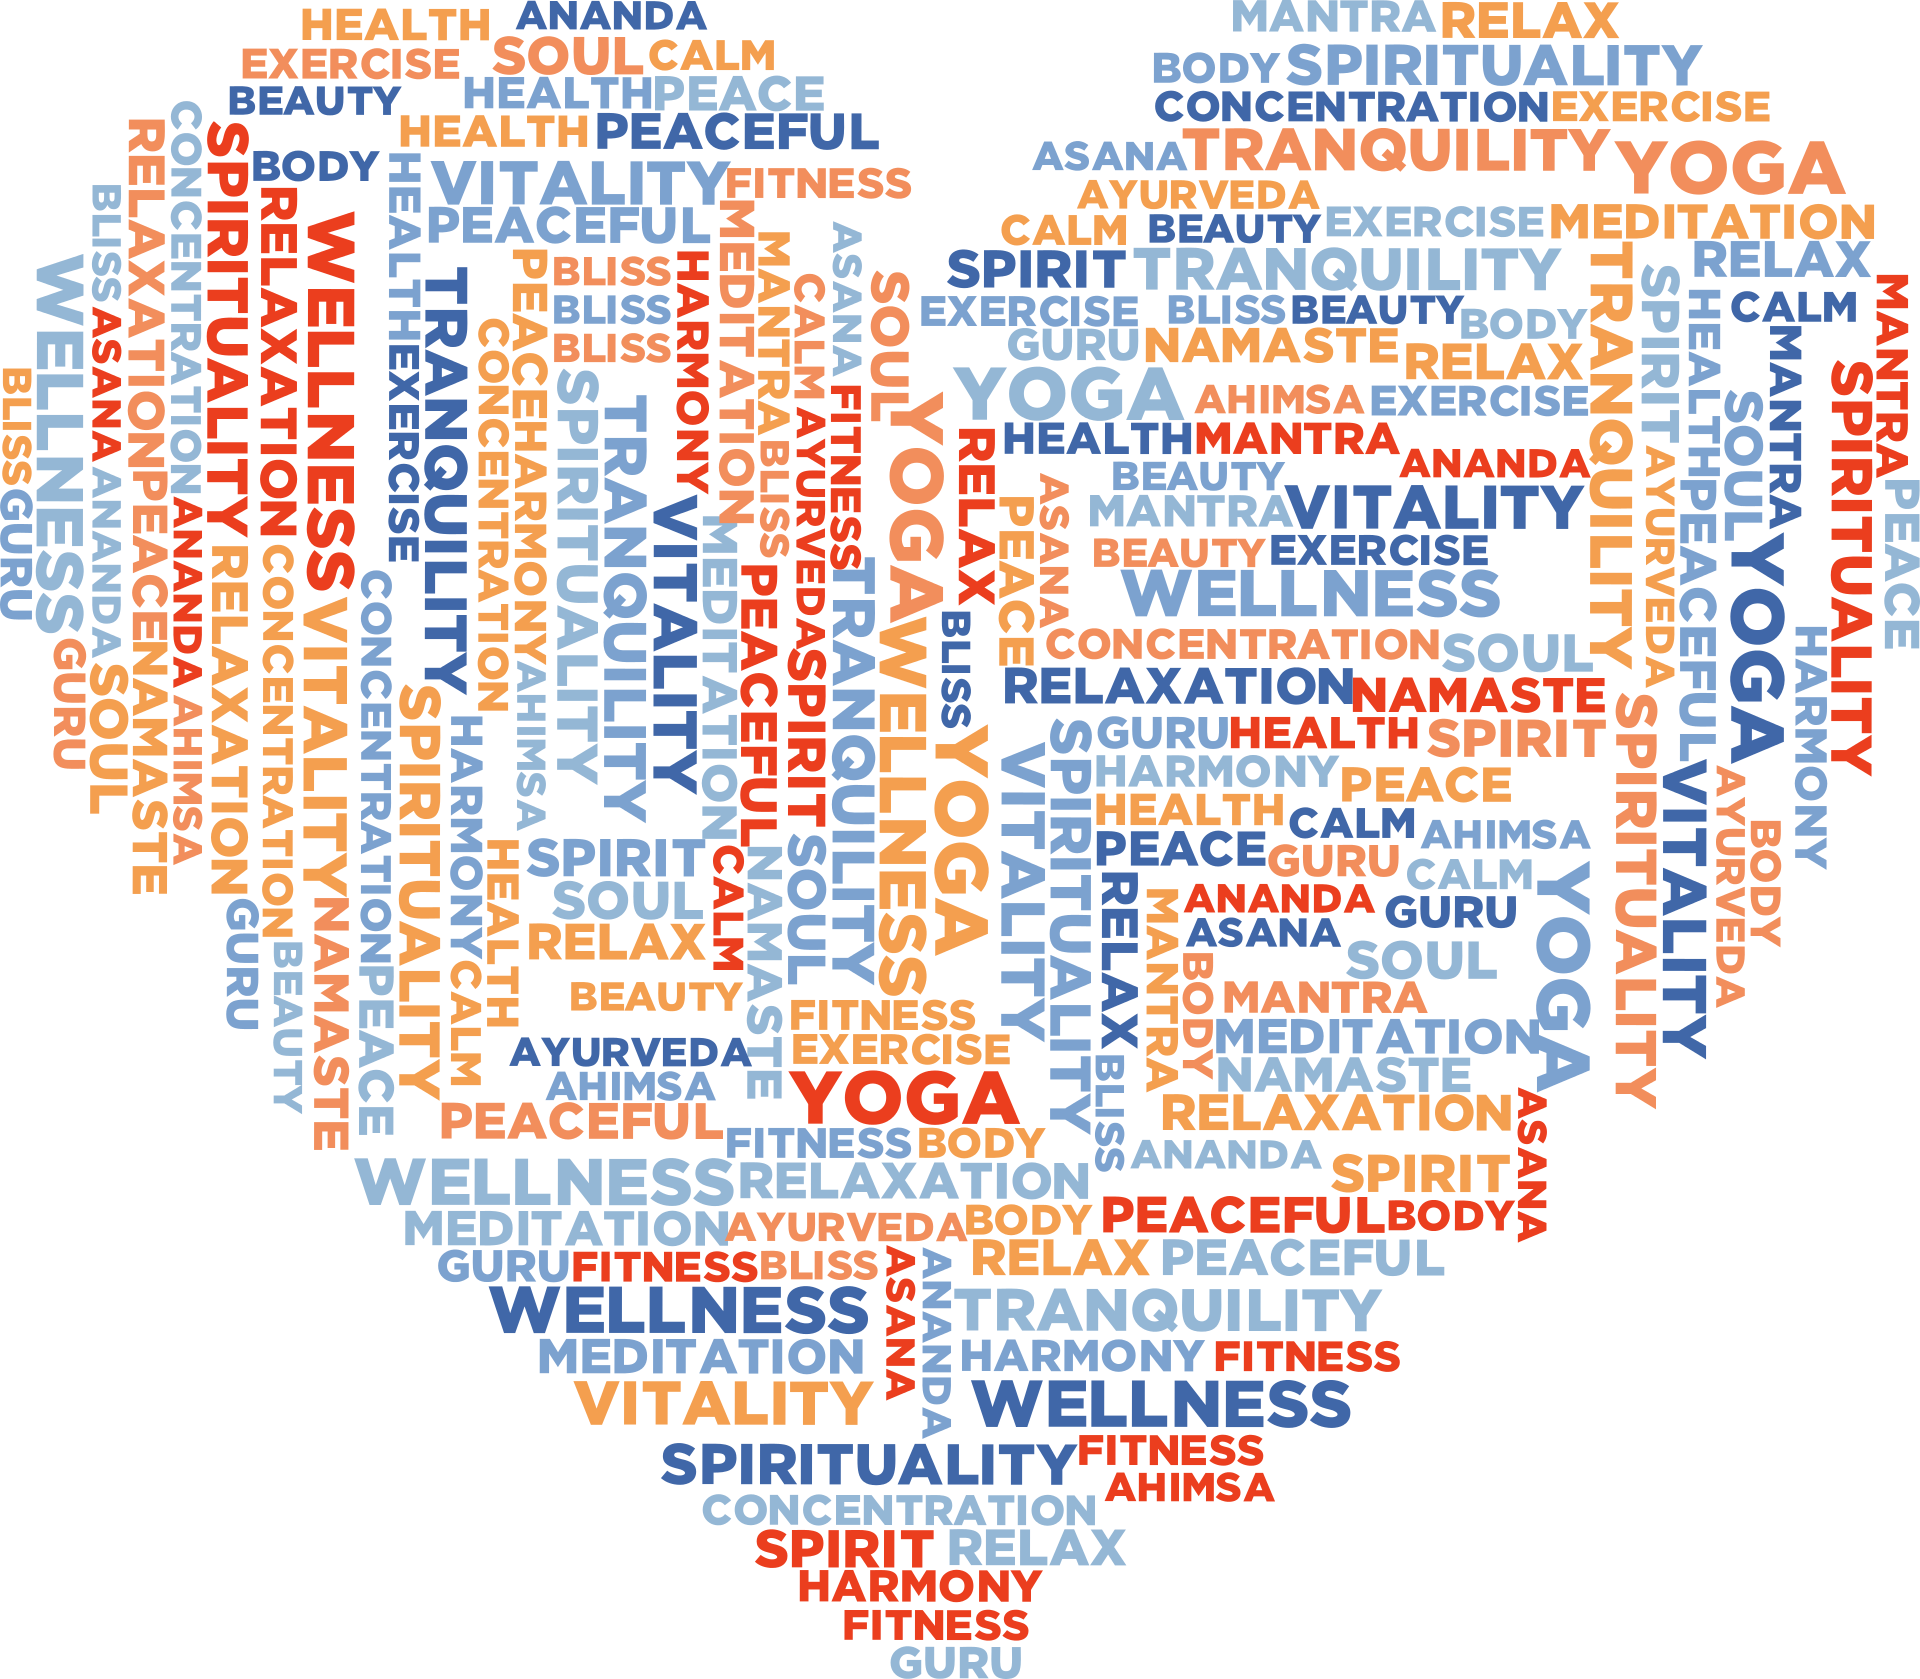 HEALTH
ANANDA
MANTRA
RELAX
EXERCISE
SOUL
CALM
BODY
SPIRITUALITY
BEAUTY
HEALTH
PEACE
CONCENTRATION
EXERCISE
HEALTH
PEACEFUL
ASANA
TRANQUILITY
YOGA
BODY
VITALITY
FITNESS
AYURVEDA
PEACEFUL
CALM
BEAUTY
EXERCISE
MEDITATION
SPIRIT
TRANQUILITY
RELAX
BLISS
BLISS
BLISS
EXERCISE
BLISS
BEAUTY
BODY
CALM
GURU
NAMASTE
RELAX
YOGA
AHIMSA
EXERCISE
HEALTH
MANTRA
ANANDA
BEAUTY
MANTRA
VITALITY
BEAUTY
EXERCISE
WELLNESS
CONCENTRATION
SOUL
RELAXATION
NAMASTE
GURU
HEALTH
SPIRIT
HARMONY
PEACE
HEALTH
CALM
AHIMSA
PEACE
GURU
CALM
ANANDA
GURU
ASANA
SOUL
MANTRA
MEDITATION
NAMASTE
RELAXATION
ANANDA
SPIRIT
PEACEFUL
BODY
BLISS
GURU
WELLNESS
GURU
BLISS
ASANA
ANANDA
SOUL
RELAXATION
PEACE
NAMASTE
CONCENTRATION
ANANDA
AHIMSA
SPIRITUALITY
RELAXATION
GURU
RELAXATION
CONCENTRATION
BEAUTY
WELLNESS
VITALITY
NAMASTE
CONCENTRATION
PEACE
HEALTH
EXERCISE
SPIRITUALITY
TRANQUILITY
HARMONY
CALM
CONCENTRATION
HEALTH
PEACE
HARMONY
AHIMSA
SPIRITUALITY
TRANQUILITY
VITALITY
HARMONY
MEDITATION
MEDITATION
PEACEFUL
CALM
MANTRA
BLISS
NAMASTE
CALM
AYURVEDA
SPIRIT
SOUL
ASANA
FITNESS
TRANQUILITY
SOUL
YOGA
WELLNESS
BLISS
YOGA
RELAX
PEACE
VITALITY
ASANA
SPIRITUALITY
RELAX
BLISS
MANTRA
BODY
YOGA
ASANA
TRANQUILITY
SPIRITUALITY
SPIRIT
AYURVEDA
VITALITY
HEALTH
PEACEFUL
AYURVEDA
SOUL
YOGA
BODY
MANTRA
HARMONY
SPIRITUALITY
MANTRA
PEACE
SPIRIT
SOUL
RELAX
BEAUTY
FITNESS
AYURVEDA
EXERCISE
AHIMSA
YOGA
PEACEFUL
FITNESS
BODY
WELLNESS
RELAXATION
MEDITATION
AYURVEDA
BODY
GURU
FITNESS
BLISS
RELAX
PEACEFUL
ASANA
ANANDA
WELLNESS
TRANQUILITY
MEDITATION
HARMONY
FITNESS
VITALITY
WELLNESS
SPIRITUALITY
FITNESS
AHIMSA
CONCENTRATION
SPIRIT
RELAX
HARMONY
FITNESS
GURU